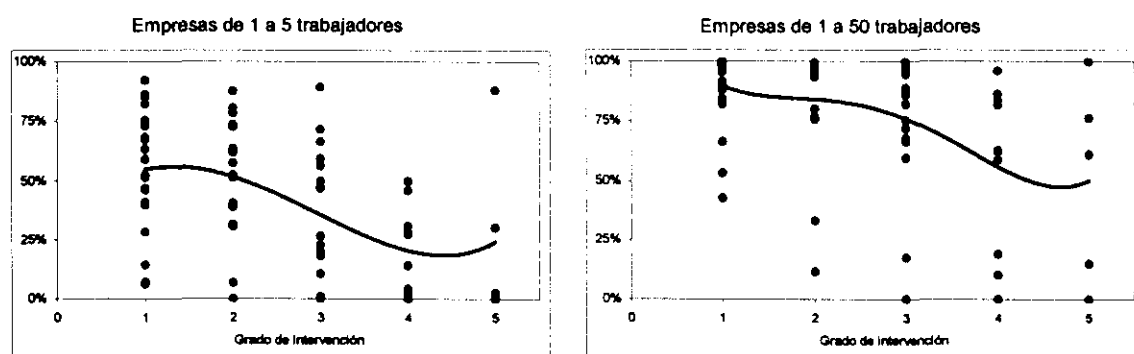 Empresas de 1 a 5 trabajadores
100%
75%
50%
25%
0%
0 1 2 3 4 5
Grado de intervención
Empresas de 1 a 50 trabajadores
100%
75%
50%
25%
0%
0 1 2 3 4 5
Grado de intervención